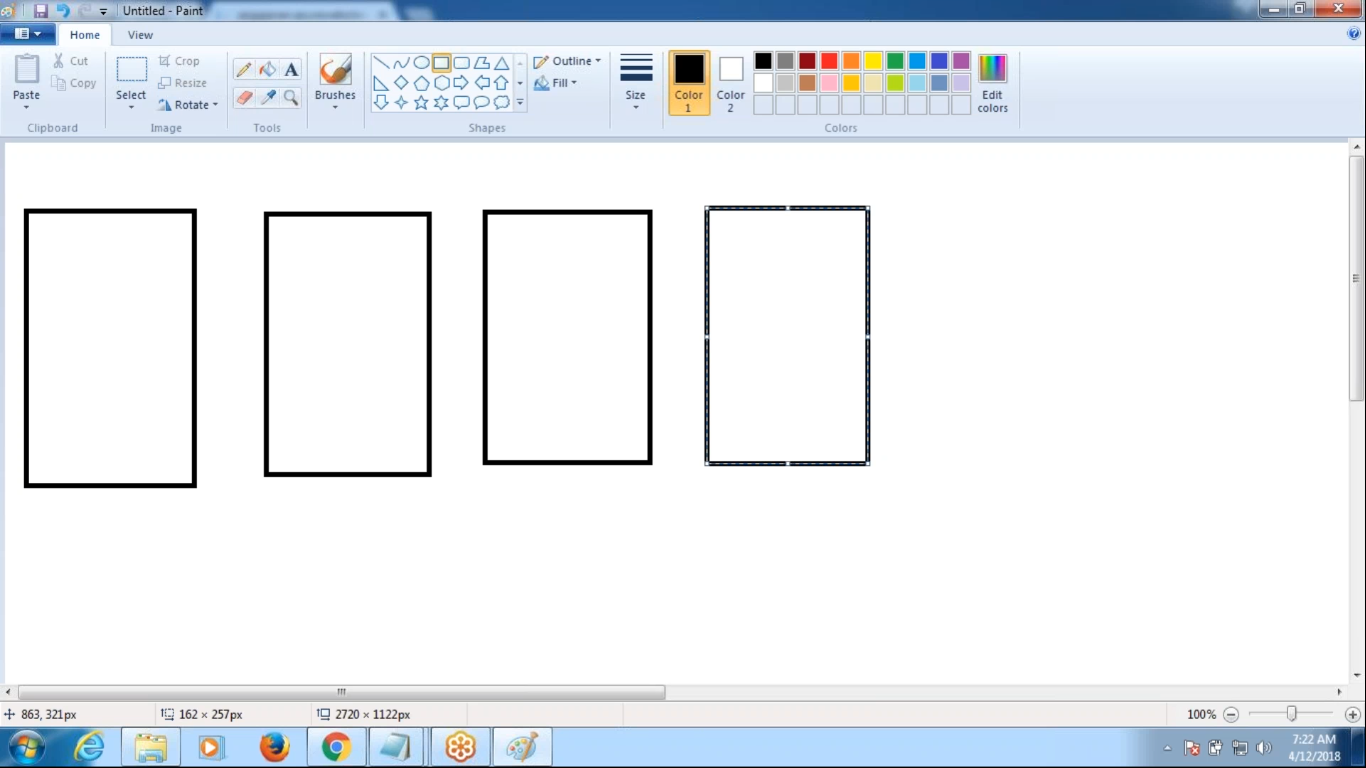 Untitled - Paint
Home View
Paste
Cut
Copy
Clipboard
Select
Crop
Resize
Rotate
Image
A
Tools
Brushes
Outline
Fill
Shapes
Size
Color 1
Color 2
Edit colors
Colors
863, 321px 162 × 257px 2720 × 1122px 100%
7:22 AM
4/12/2018